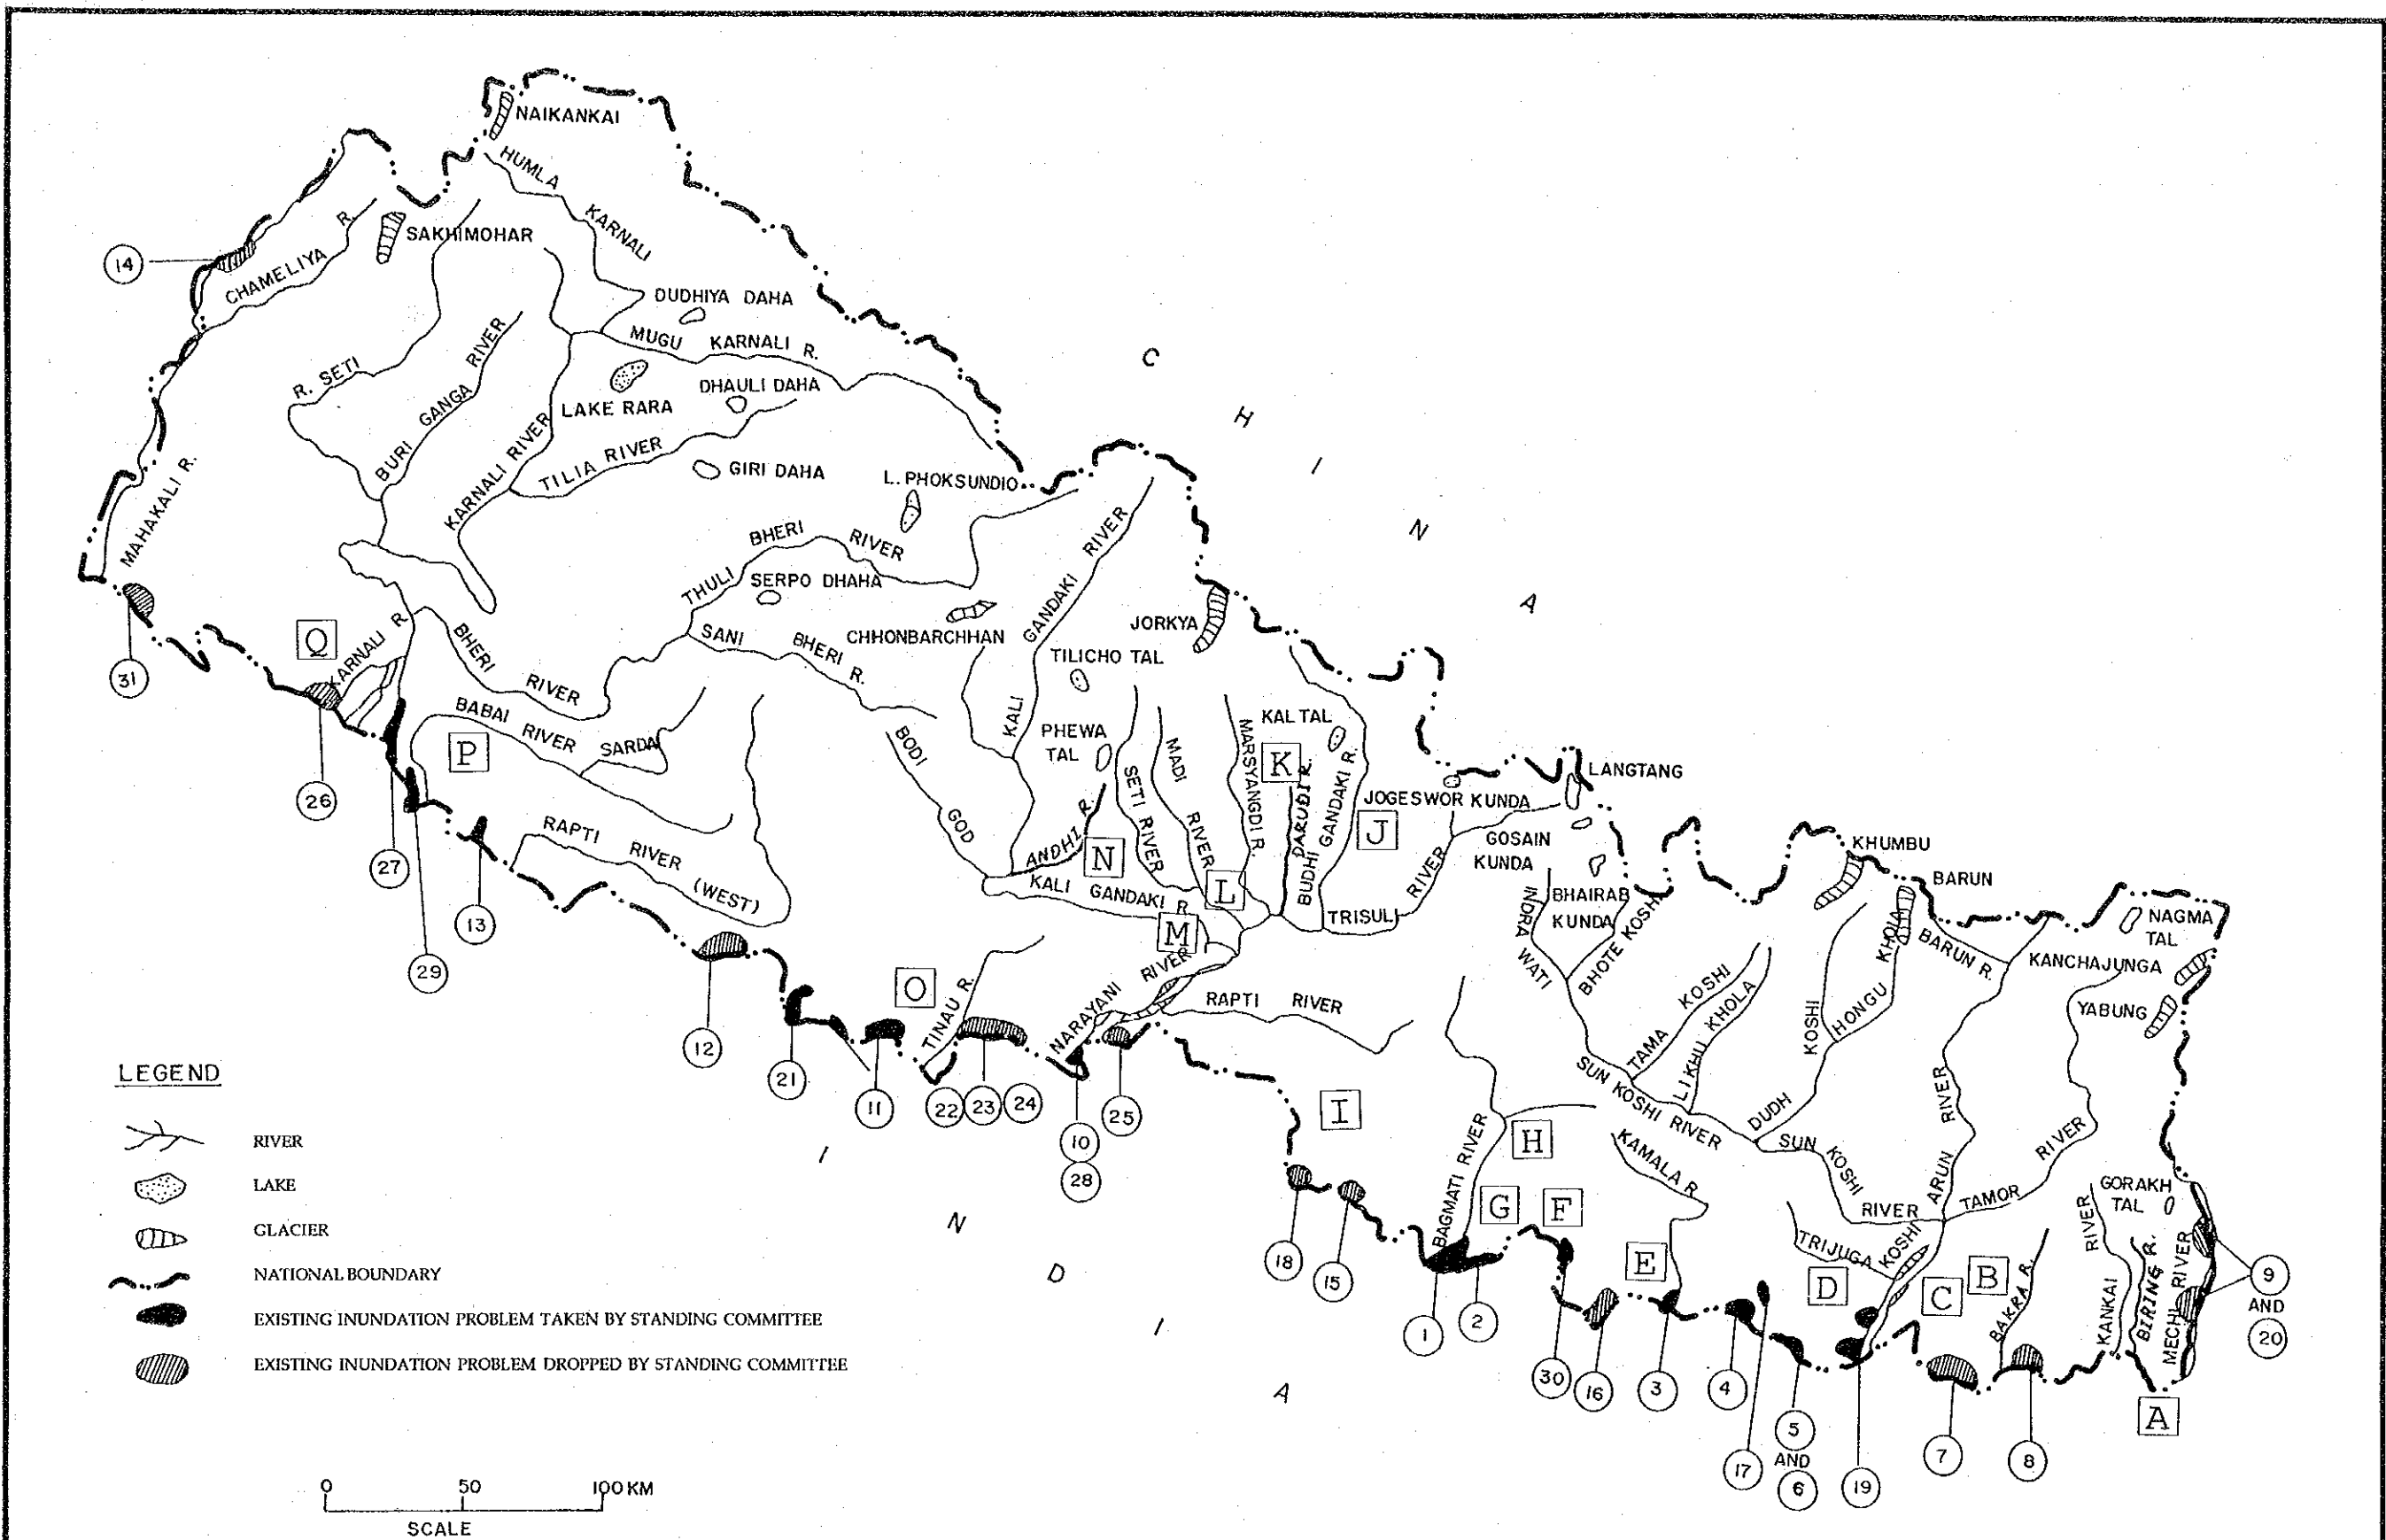 NAIKANKAI
HUMLA
KARNALI
SAKHIMOHAR
14
CHAMELIYA R.
DUDHIYA DAHA
MUGU KARNALI R.
C
H
I
N
A
R. SETI
BURI GANGA RIVER
LAKE RARA
DHAULI DAHA
KARNALI RIVER
TILIA RIVER
GIRI DAHA
L. PHOKSUNDIO
MAHAKALI R.
THULI BHERI RIVER
SERPO DHAHA
CHHONBARCHHAN
KALI GANDAKI RIVER
JORKYA
TILICHO TAL
SANI BHERI R.
Q
KARNALI R.
BHERI RIVER
31
26
BABAI RIVER
SARDA
P
27
29
13
RAPTI RIVER (WEST)
BODI GOD
PHEWA
TAL
ANDHI R.
N
SETI RIVER
MADI RIVER
MARSYANGDI R.
KAL TAL
K
DARUDI R.
BUDHI GANDAKI R.
J
JOGESWOR KUNDA
LANGTANG
GOSAIN
KUNDA
KALI GANDAKI R
L
M
TRISULI RIVER
INDRA WATI
BHAIRAB
KUNDA
BHOTE KOSHI
KHUMBU
BARUN
BARUN R.
NAGMA
TAL
KANCHAJUNGA
YABUNG
12
21
11
O
TINAU R.
22
23
24
NARAYANI RIVER
RAPTI RIVER
10
28
25
I
TAMA KOSHI
LIKHU KHOLA
DUDH KOSHI
HONGU KHOLA
SUN KOSHI RIVER
SUN KOSHI RIVER
ARUN RIVER
ARUN
TAMOR RIVER
BAGMATI RIVER
H
KAMALA R
G
F
E
D
C
B
TRIJUGA
KOSHI
BAKRA R.
KANKAI RIVER
BIRING R.
MECHI RIVER
GORAKH
TAL
9
AND
20
A
18
15
1
2
30
16
3
4
17
5
AND
6
19
7
8
I
N
D
I
A
LEGEND
RIVER
LAKE
GLACIER
NATIONAL BOUNDARY
EXISTING INUNDATION PROBLEM TAKEN BY STANDING COMMITTEE
EXISTING INUNDATION PROBLEM DROPPED BY STANDING COMMITTEE
0 50 100 KM
SCALE